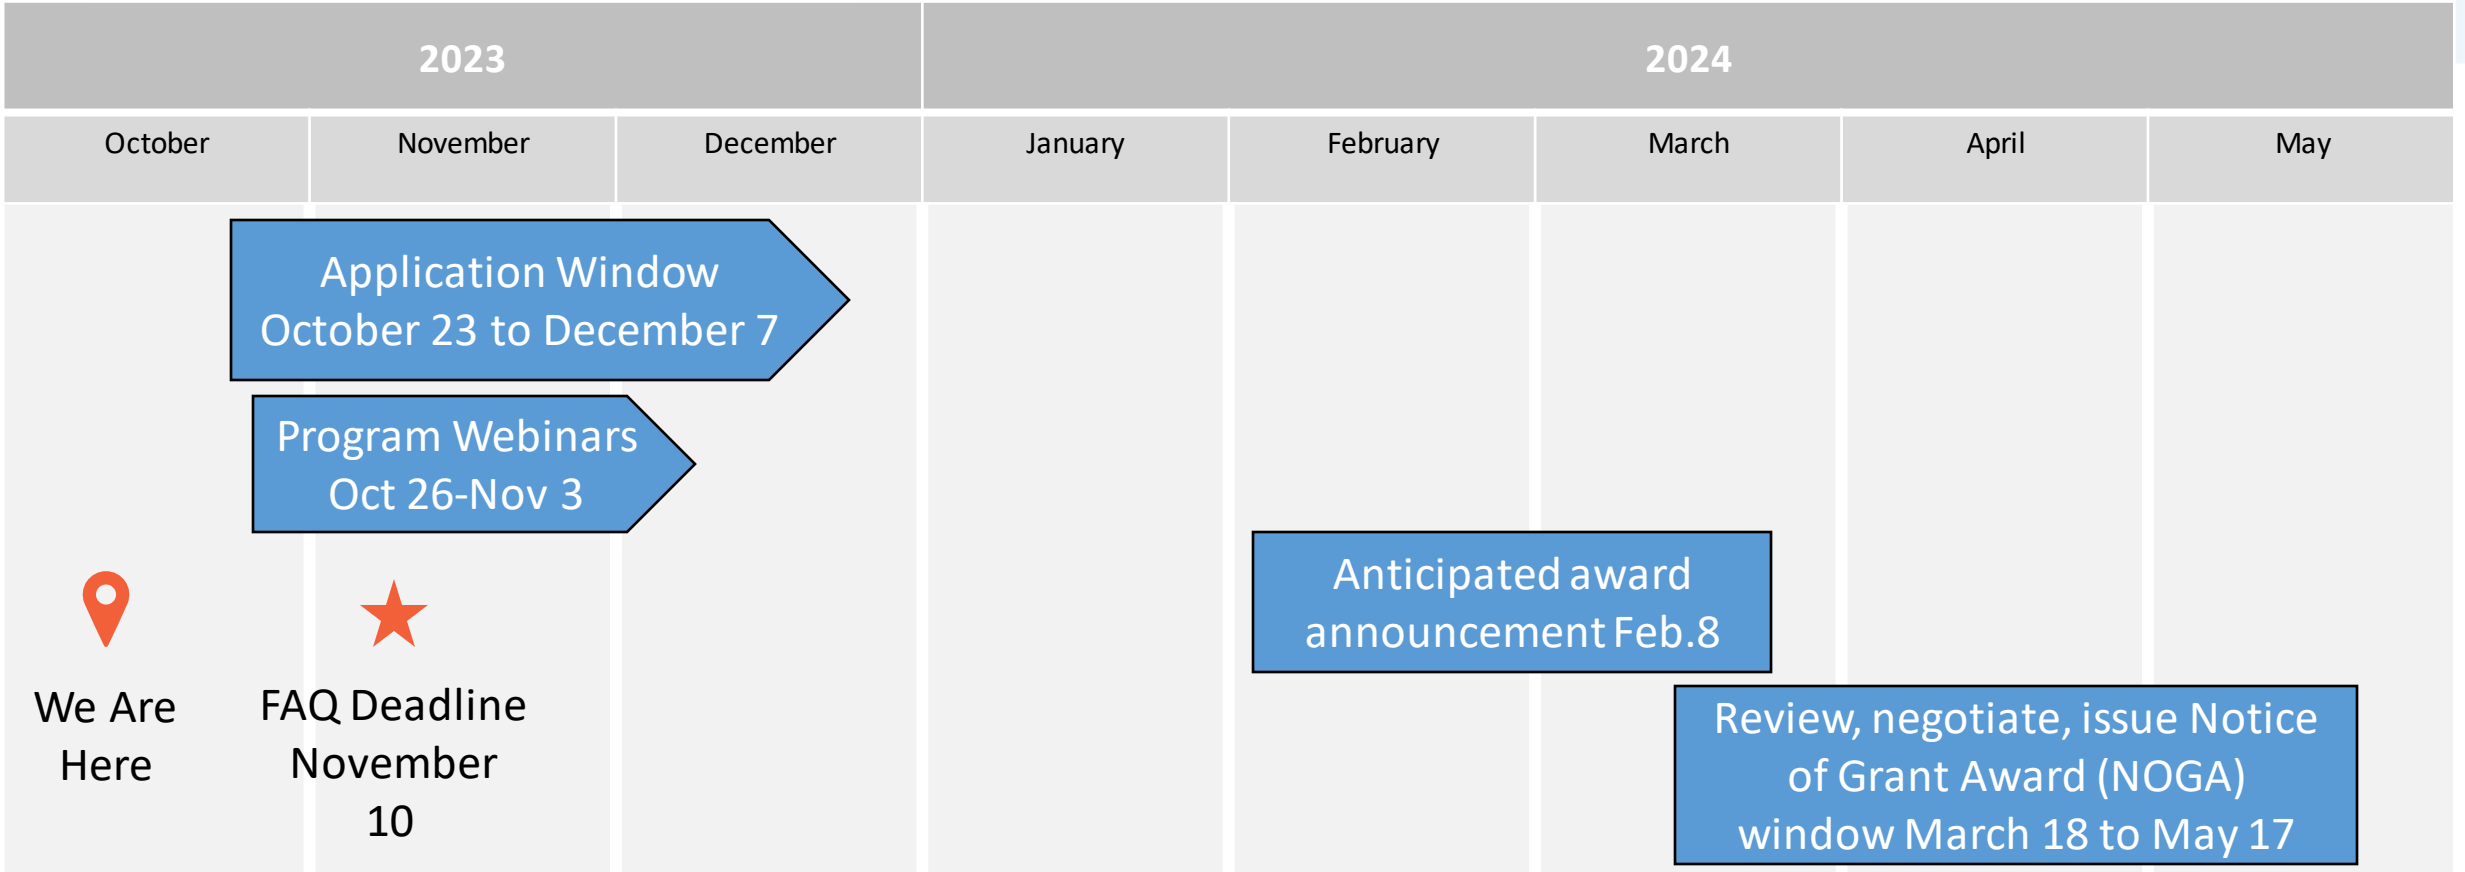 2023
2024
October
November
December
January
February
March
April
May
Application Window
October 23 to December 7
Program Webinars
Oct 26-Nov 3
We Are
Here
FAQ Deadline
November
10
Anticipated award
announcement Feb.8
Review, negotiate, issue Notice
of Grant Award (NOGA)
window March 18 to May 17